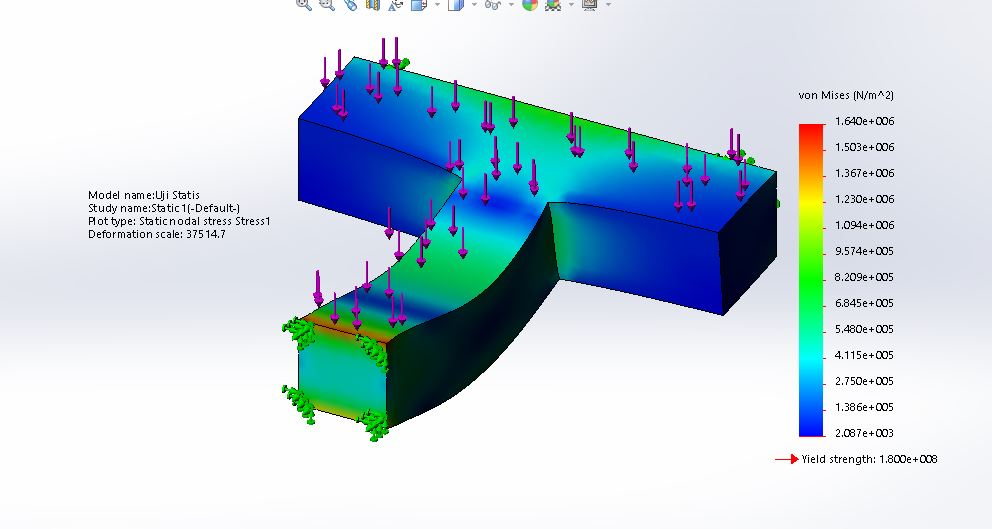 von Mises (N/m^2)
1.640e+006
1.503e+006
1.367e+006
1.230e+006
1.094e+006
9.574e+005
8.209e+005
6.845e+005
5.480e+005
4.115e+005
2.750e+005
1.386e+005
2.087e+003
Yield strength: 1.800e+008
Model name:Uji Statis
Study name:Static 1(-Default-)
Plot type: Static nodal stress Stress1
Deformation scale: 37514.7